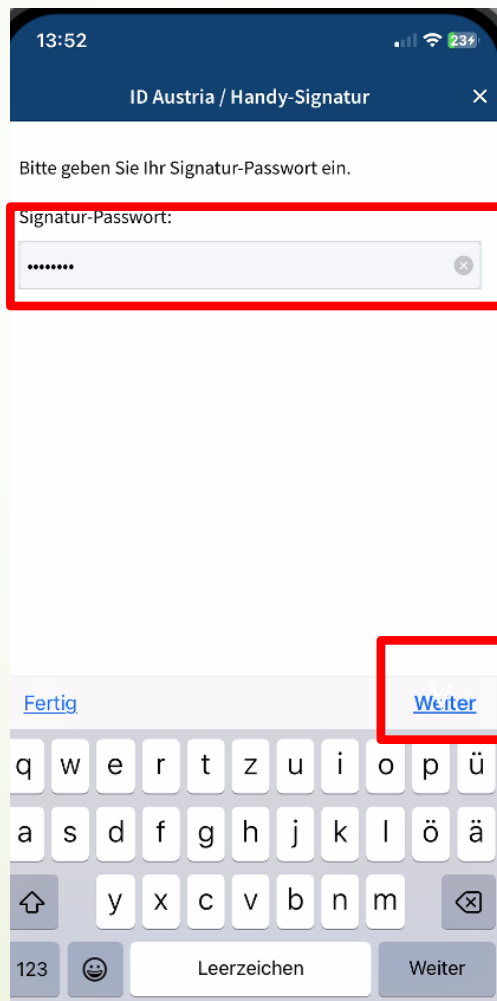 13:52
23
ID Austria / Handy-Signatur
Bitte geben Sie Ihr Signatur-Passwort ein.
Signatur-Passwort:
••••••••
Fertig
Weiter
q w e r t z u i o p ü
a s d f g h j k l ö ä
y x c v b n m
123
Leerzeichen
Weiter